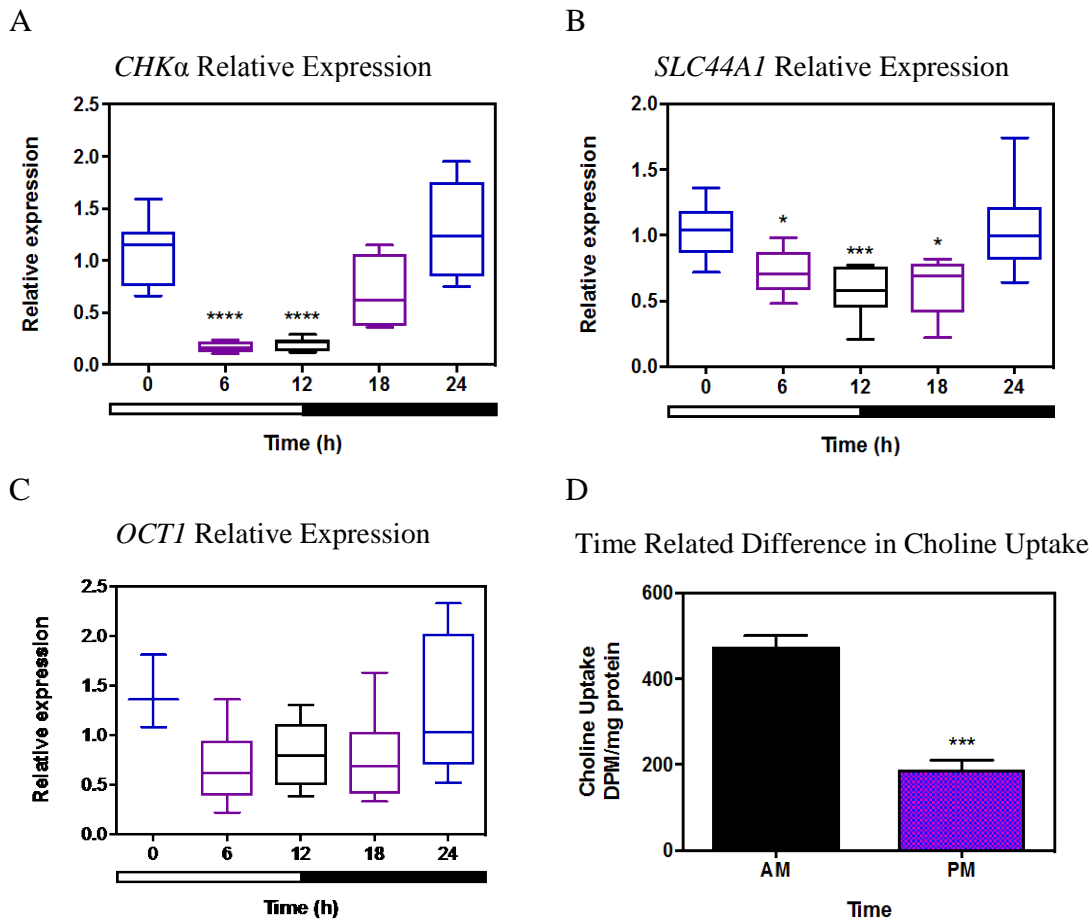 A
CHKα Relative Expression
Relative expression
2.5
2.0
1.5
1.0
0.5
0.0
****
****
0 6 12 18 24
Time (h)
B
SLC44A1 Relative Expression
Relative expression
2.0
1.5
1.0
0.5
0.0
*
***
*
0 6 12 18 24
Time (h)
C
OCT1 Relative Expression
Relative expression
2.5
2.0
1.5
1.0
0.5
0.0
0 6 12 18 24
Time (h)
D
Time Related Difference in Choline Uptake
Choline Uptake
DPM/mg protein
600
400
200
0
***
AM PM
Time